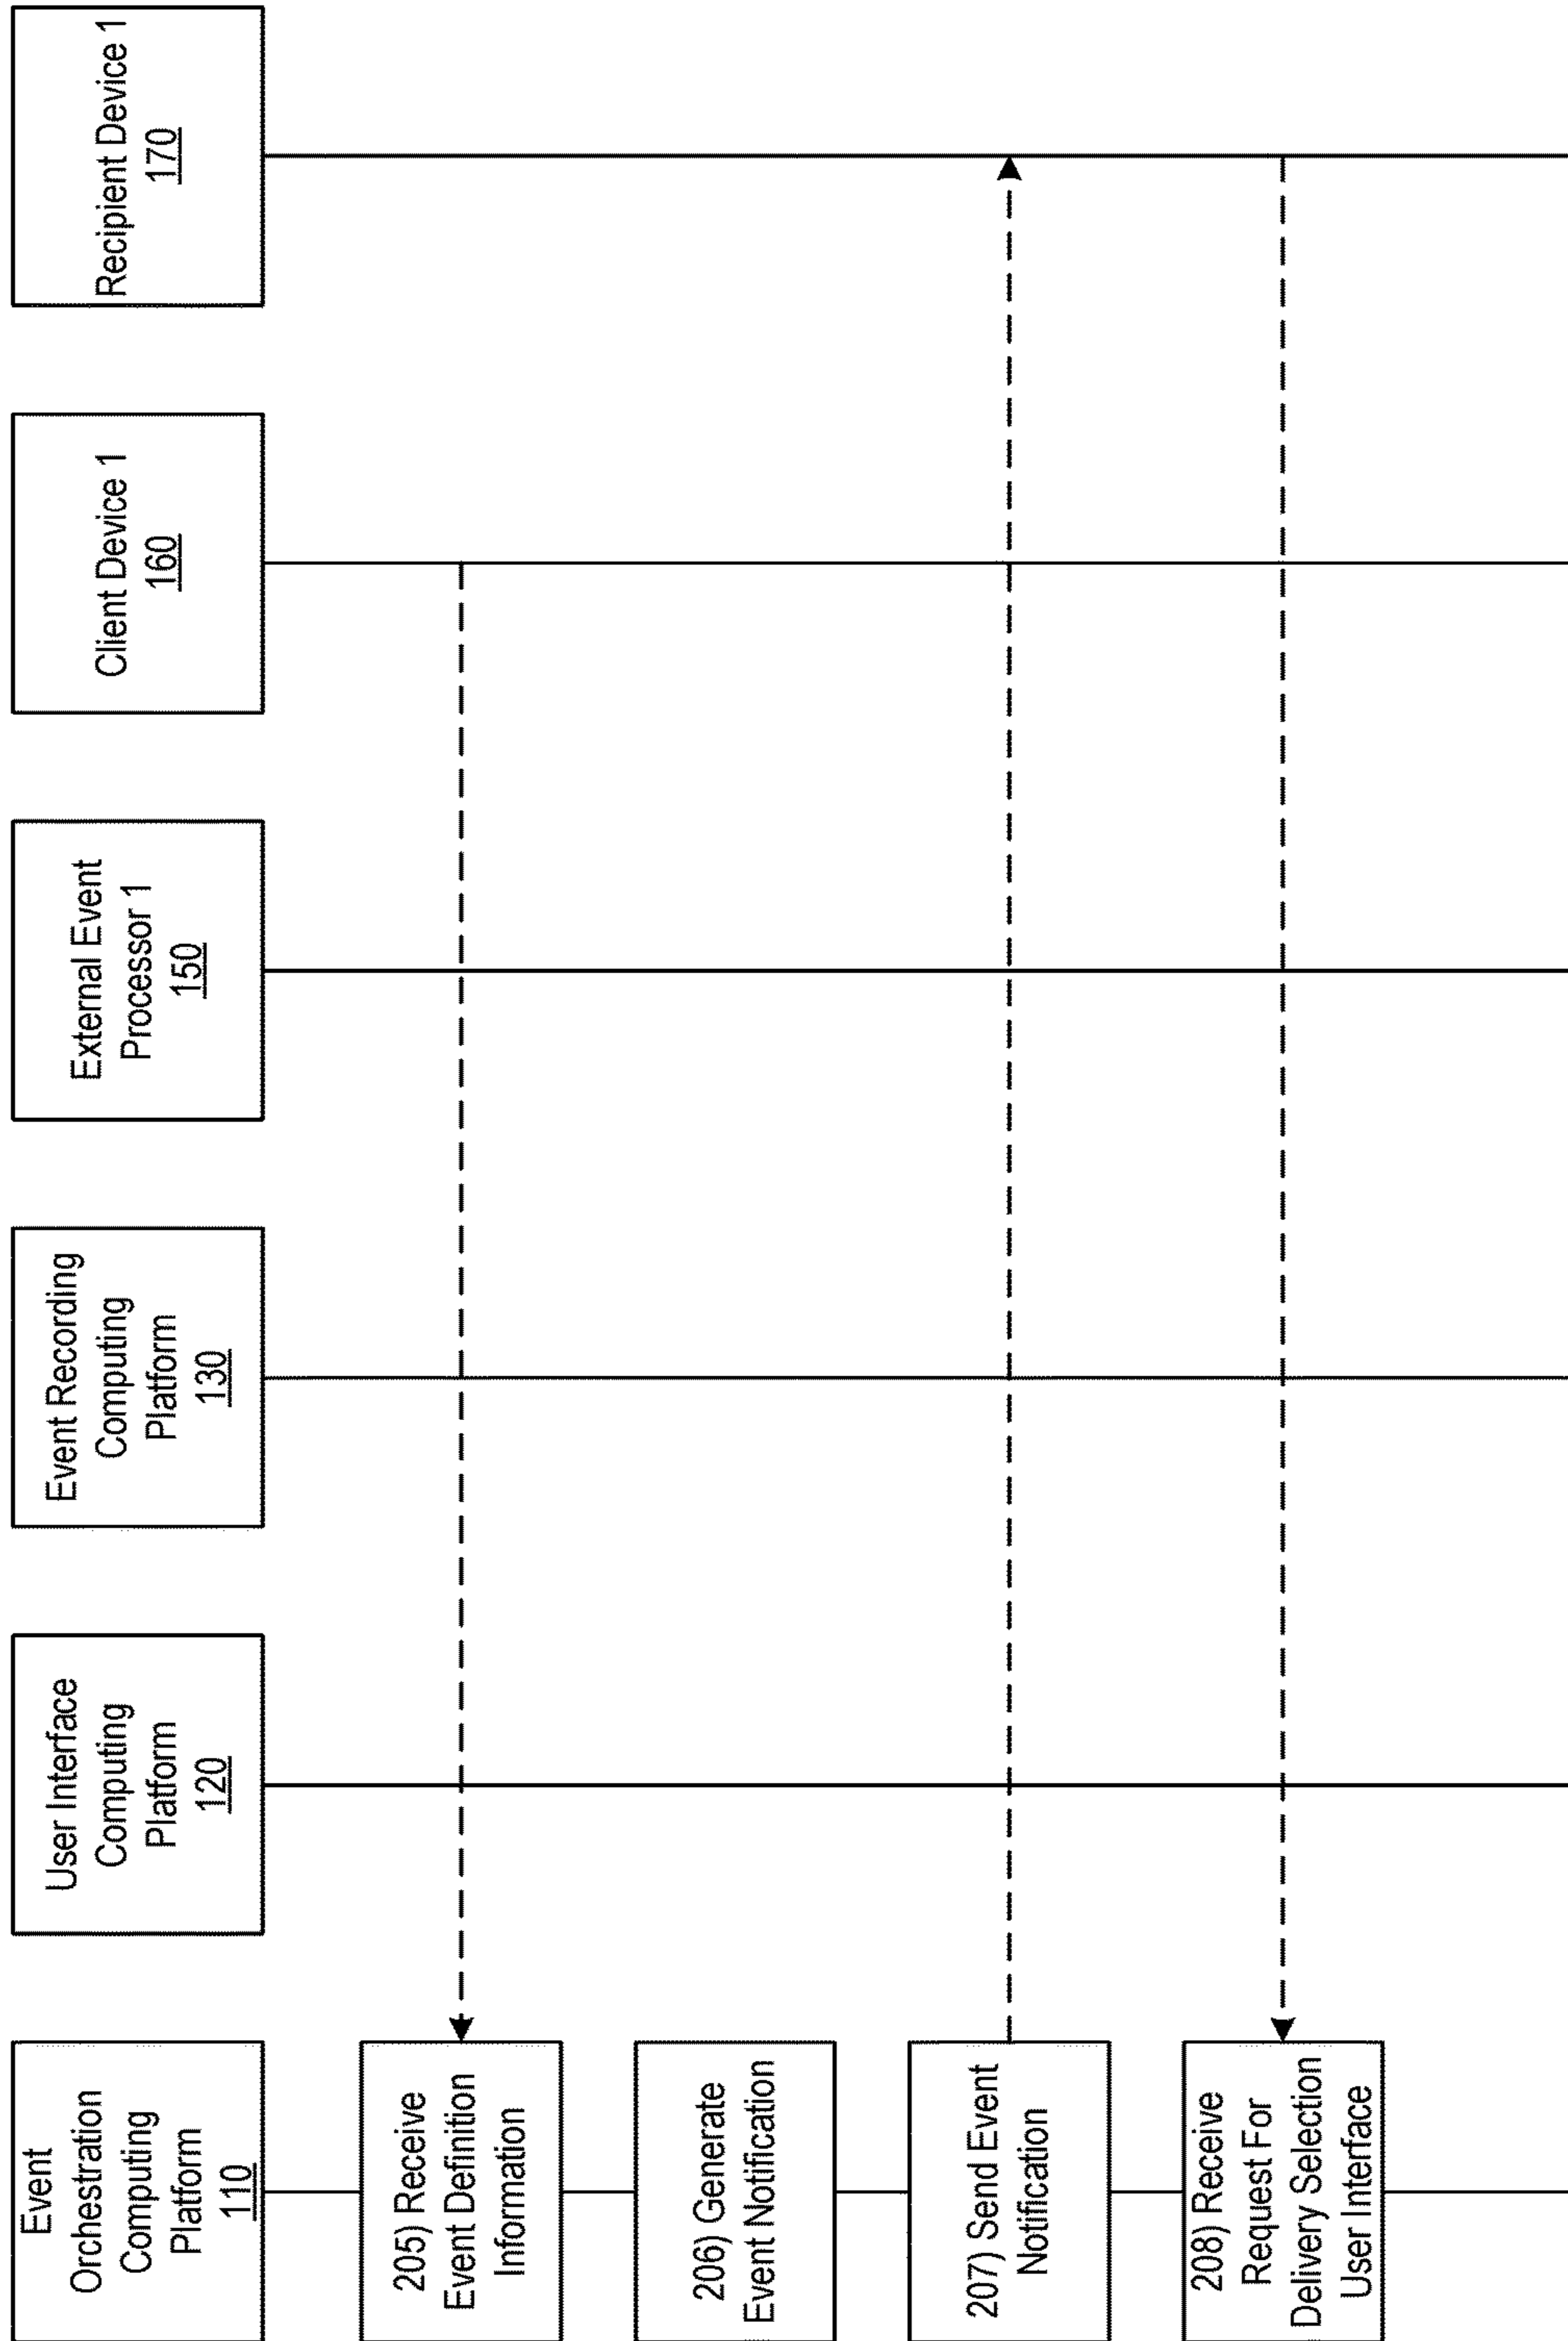 Event
Orchestration
Computing
Platform
110
User Interface
Computing
Platform
120
Event Recording
Computing
Platform
130
External Event
Processor 1
150
Client Device 1
160
Recipient Device 1
170
205) Receive
Event Definition
Information
206) Generate
Event Notification
207) Send Event
Notification
208) Receive
Request For
Delivery Selection
User Interface